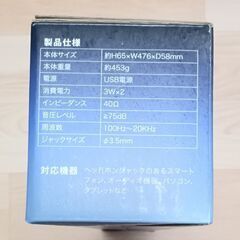 製品仕様
本体サイズ 約H65×W476×D58mm
本体重量 約453g
電源 USB電源
消費電力 3W×2
インピーダンス 40Ω
音圧レベル ≧75dB
周波数 100Hz〜20KHz
ジャックサイズ φ3.5mm
対応機器
ヘッドホンジャックのあるスマート
フォン、オーディオ機器、パソコン、
タブレットなど